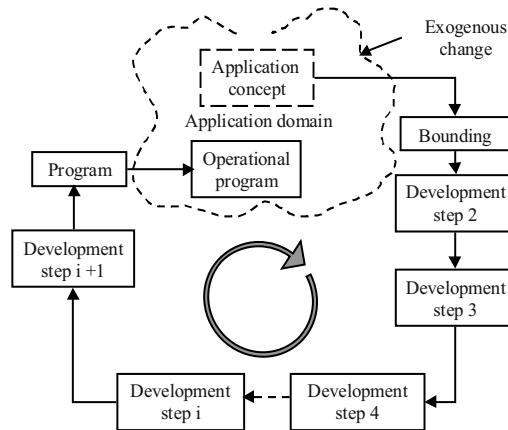 Exogenous
change
Application
concept
Application domain
Bounding
Program
Operational
program
Development
step 2
Development
step i +1
Development
step 3
Development
step i
Development
step 4